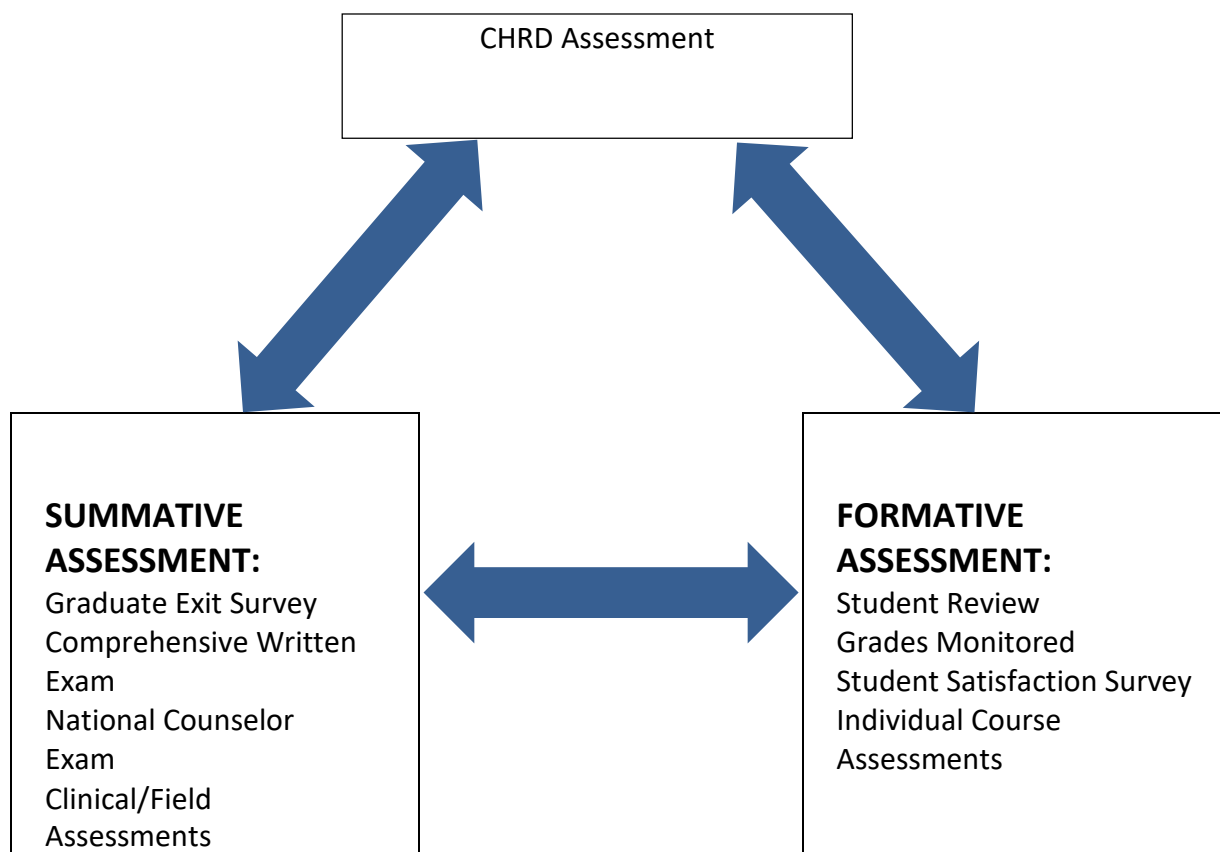 CHRD Assessment
SUMMATIVE
ASSESSMENT:
Graduate Exit Survey
Comprehensive Written
Exam
National Counselor
Exam
Clinical/Field
Assessments
FORMATIVE
ASSESSMENT:
Student Review
Grades Monitored
Student Satisfaction Survey
Individual Course
Assessments